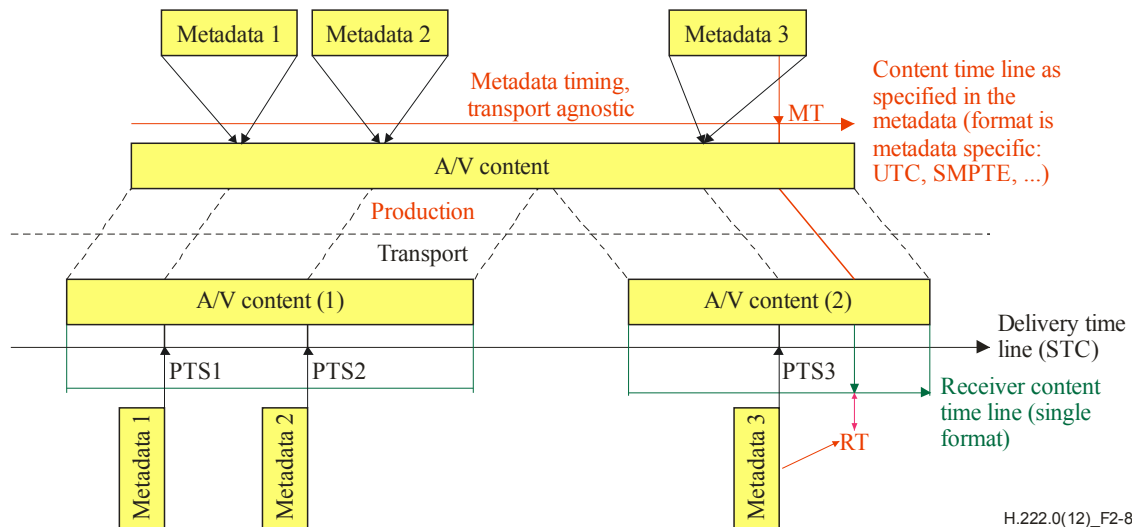 Metadata 1
Metadata 2
Metadata 3
Metadata timing,
transport agnostic
MT
Content time line as
specified in the
metadata (format is
metadata specific:
UTC, SMPTE, ...)
A/V content
Production
Transport
A/V content (1)
A/V content (2)
Delivery time
line (STC)
PTS1
PTS2
PTS3
Receiver content
time line (single
format)
Metadata 1
Metadata 2
Metadata 3
RT
H.222.0(12)_F2-8